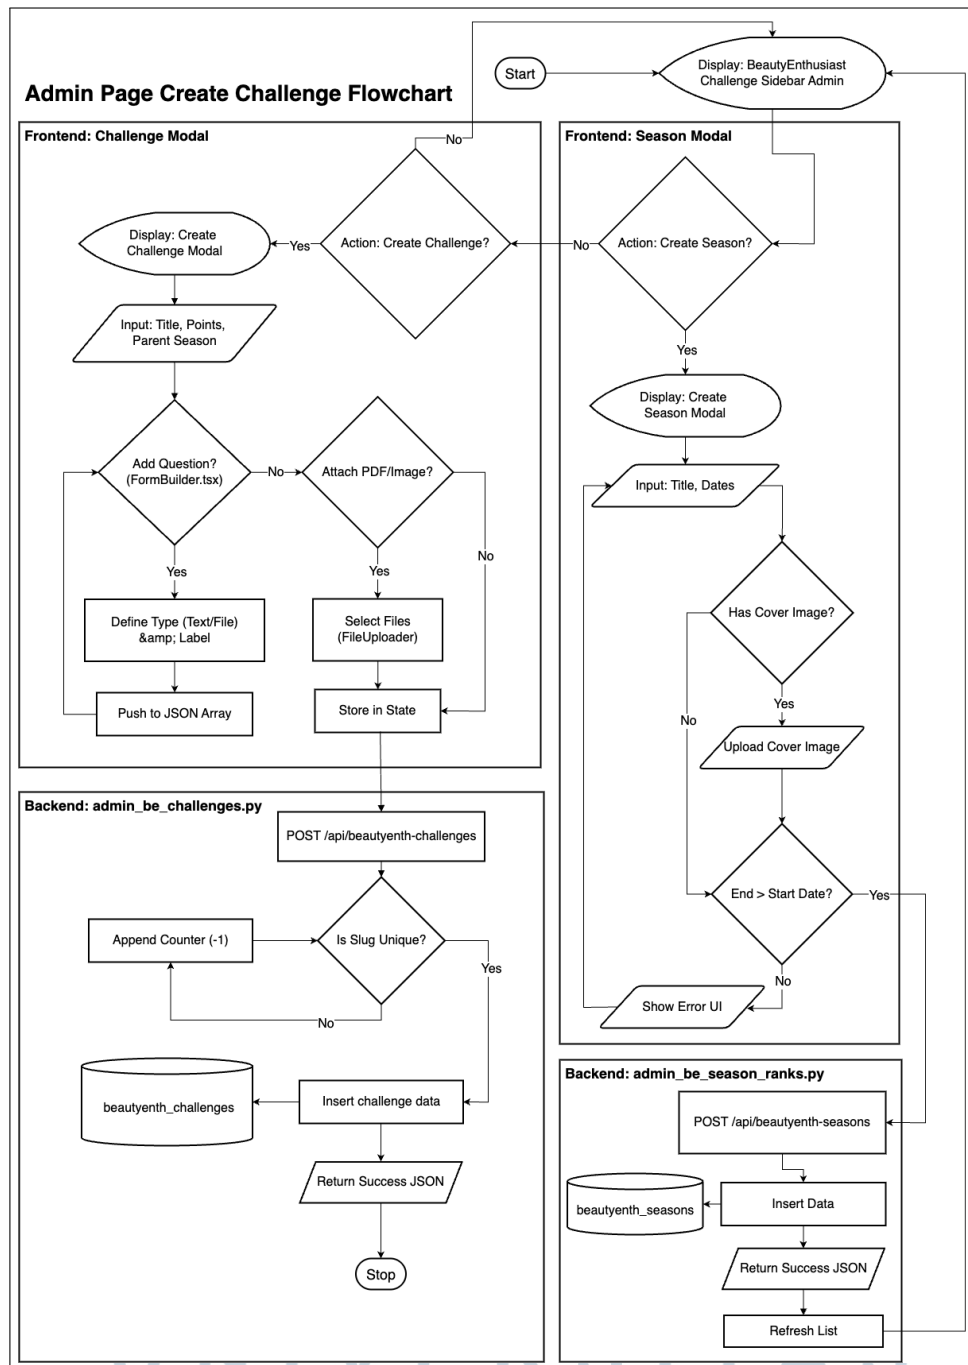 Start
Display: BeautyEnthusiast
Challenge Sidebar Admin
Admin Page Create Challenge Flowchart
Frontend: Challenge Modal
No
Action: Create Challenge?
Yes
Display: Create
Challenge Modal
Input: Title, Points,
Parent Season
Add Question?
(FormBuilder.tsx)
No
Attach PDF/Image?
No
Yes
Yes
Define Type (Text/File)
&amp; Label
Select Files
(FileUploader)
Push to JSON Array
Store in State
Frontend: Season Modal
Action: Create Season?
No
Yes
Display: Create
Season Modal
Input: Title, Dates
Has Cover Image?
Yes
No
Upload Cover Image
End > Start Date?
Yes
No
Show Error UI
Backend: admin_be_challenges.py
POST /api/beautyenth-challenges
Append Counter (-1)
Is Slug Unique?
Yes
No
beautyenth_challenges
Insert challenge data
Return Success JSON
Stop
Backend: admin_be_season_ranks.py
POST /api/beautyenth-seasons
beautyenth_seasons
Insert Data
Return Success JSON
Refresh List